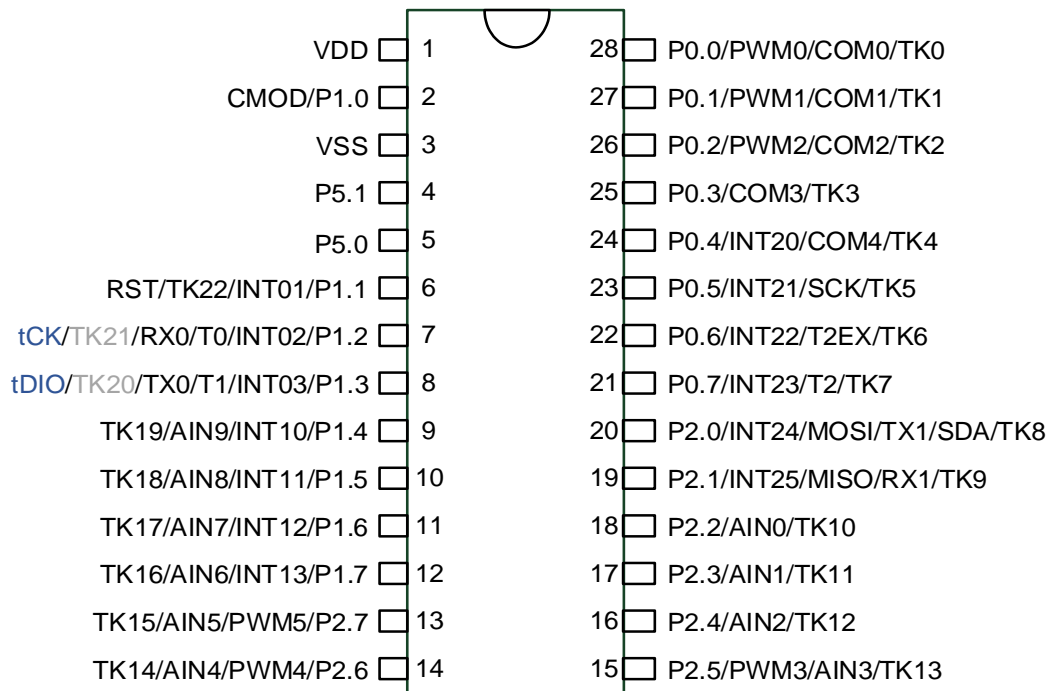 VDD 1 28 P0.0/PWM0/COM0/TK0
CMOD/P1.0 2 27 P0.1/PWM1/COM1/TK1
VSS 3 26 P0.2/PWM2/COM2/TK2
P5.1 4 25 P0.3/COM3/TK3
P5.0 5 24 P0.4/INT20/COM4/TK4
RST/TK22/INT01/P1.1 6 23 P0.5/INT21/SCK/TK5
tCK/TK21/RX0/T0/INT02/P1.2 7 22 P0.6/INT22/T2EX/TK6
tDIO/TK20/TX0/T1/INT03/P1.3 8 21 P0.7/INT23/T2/TK7
TK19/AIN9/INT10/P1.4 9 20 P2.0/INT24/MOSI/TX1/SDA/TK8
TK18/AIN8/INT11/P1.5 10 19 P2.1/INT25/MISO/RX1/TK9
TK17/AIN7/INT12/P1.6 11 18 P2.2/AIN0/TK10
TK16/AIN6/INT13/P1.7 12 17 P2.3/AIN1/TK11
TK15/AIN5/PWM5/P2.7 13 16 P2.4/AIN2/TK12
TK14/AIN4/PWM4/P2.6 14 15 P2.5/PWM3/AIN3/TK13